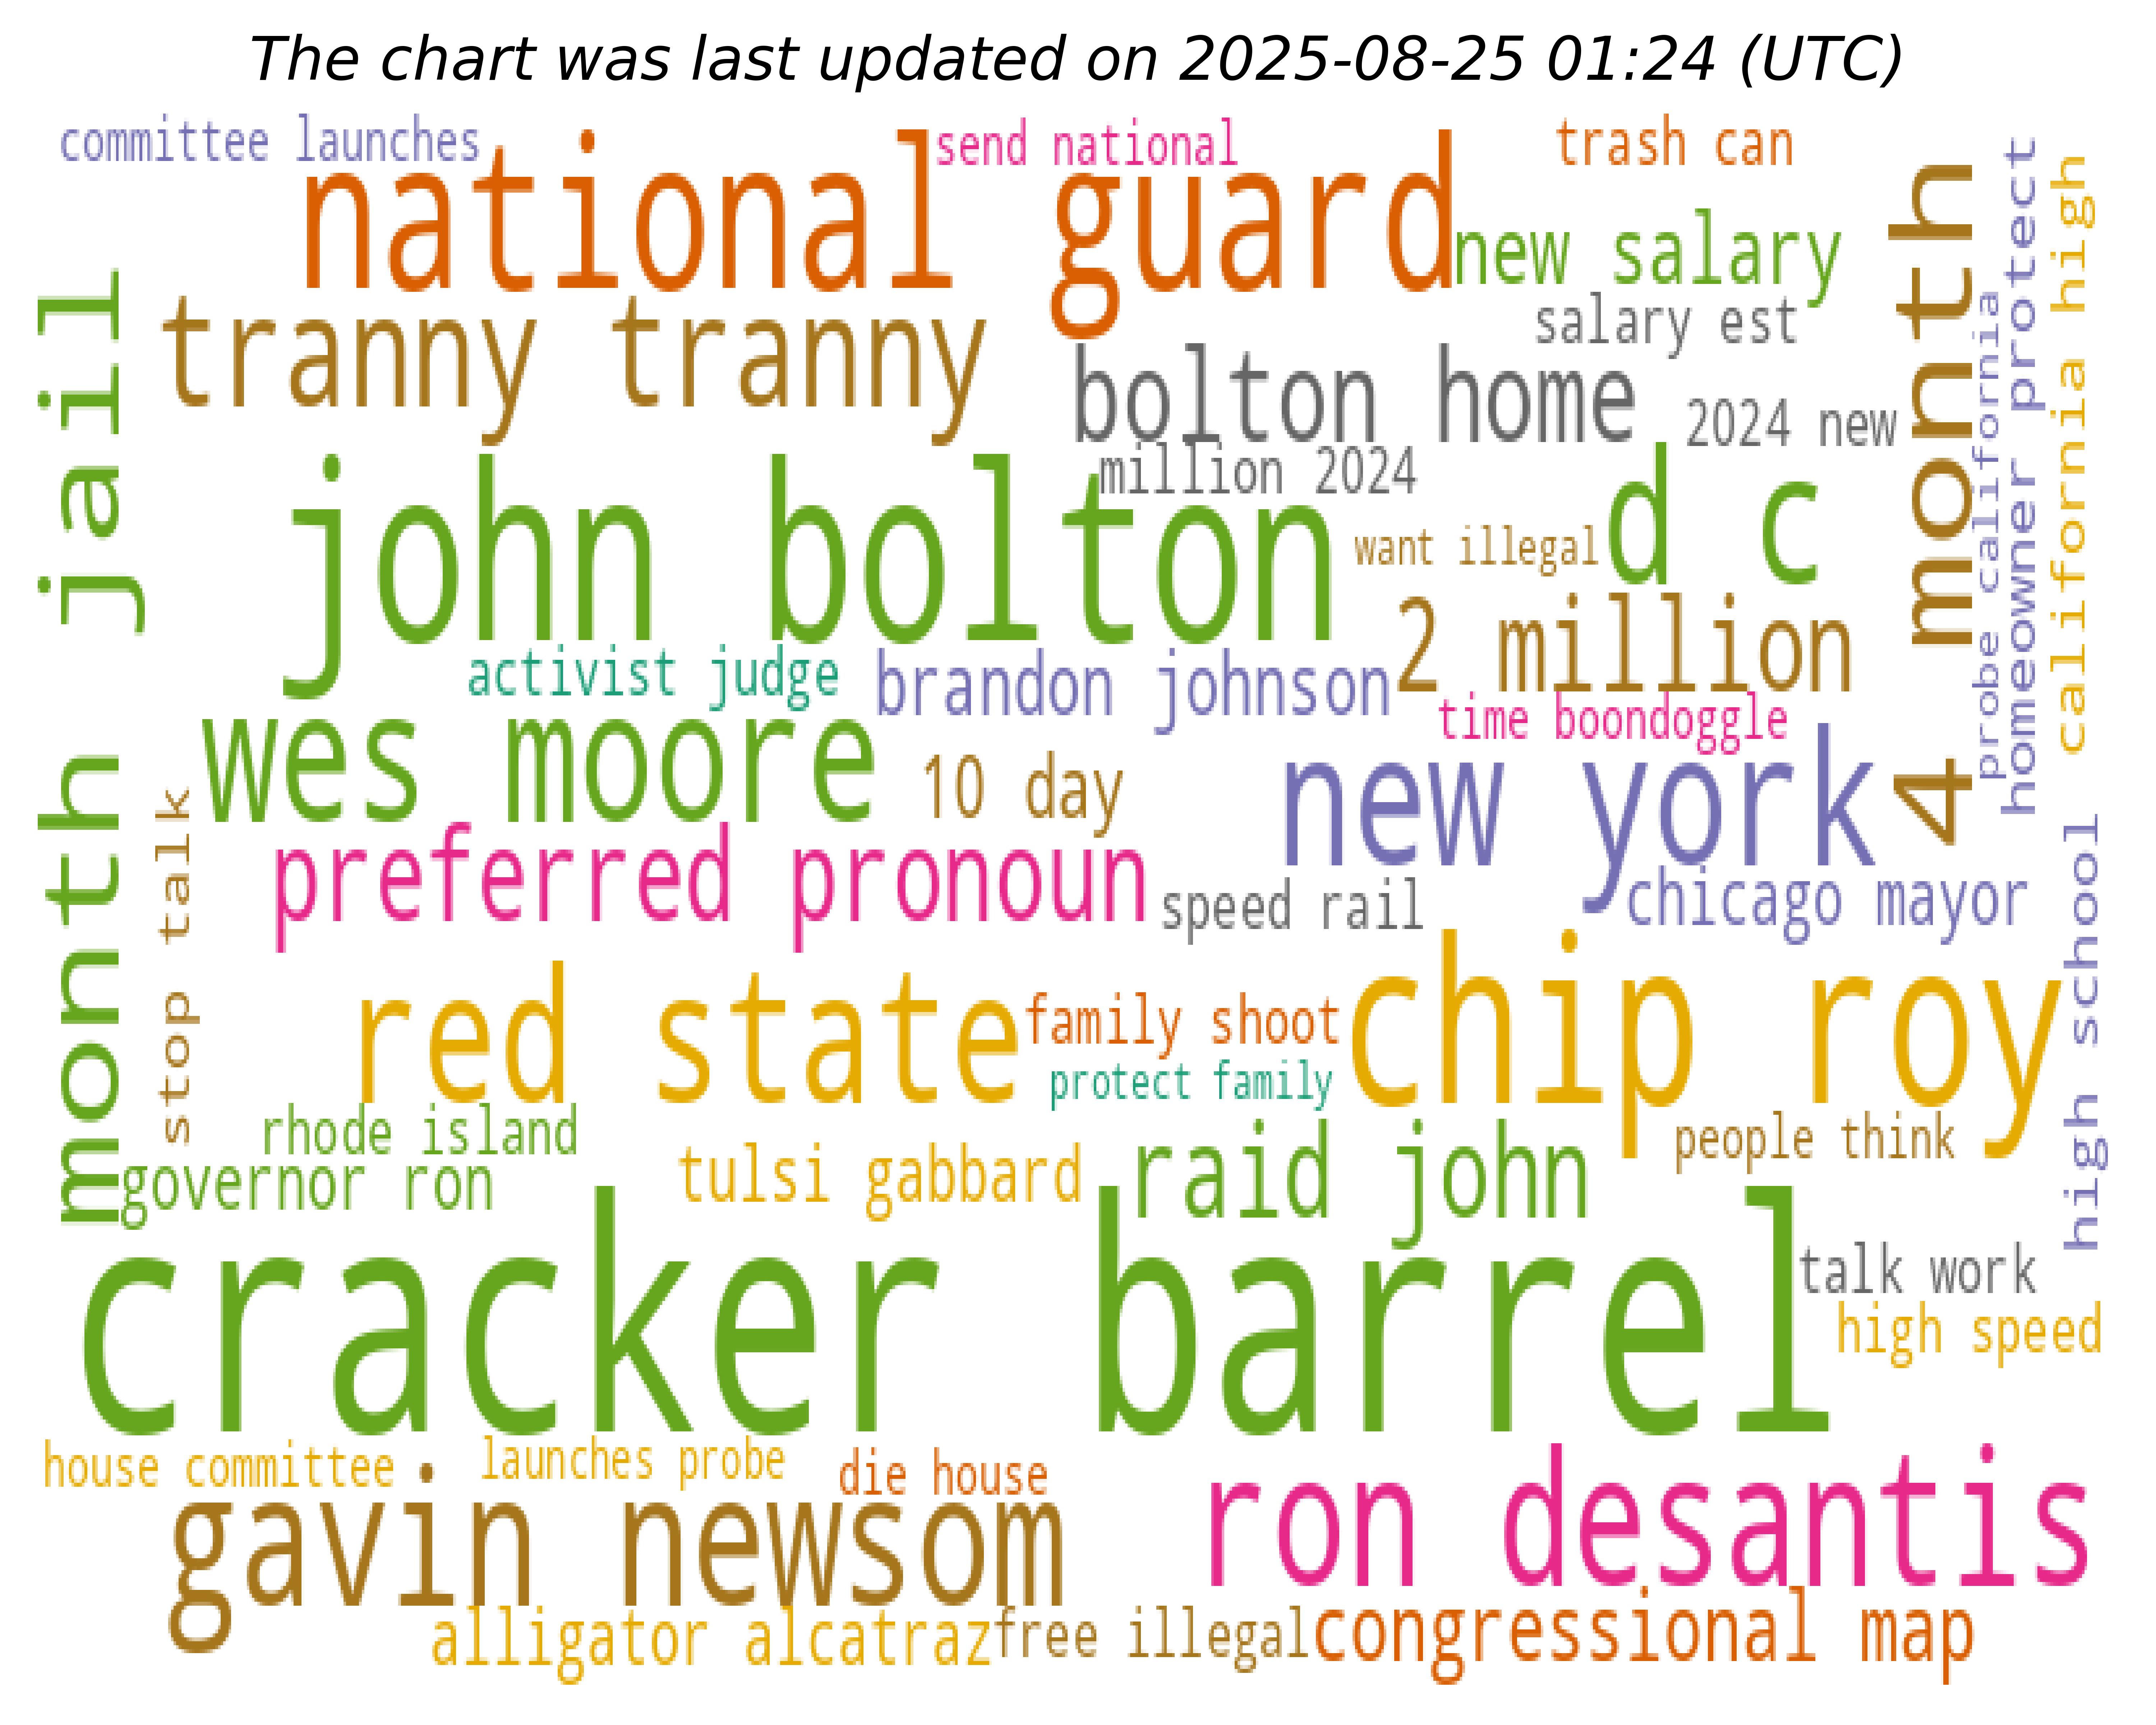 The chart was last updated on 2025-08-25 01:24 (UTC)
committee launches
send national
trash can
national guard
new salary
salary est
tranny tranny
bolton home
2024 new
million 2024
john bolton
want illegal
d c
2 million
activist judge
brandon johnson
time boondoggle
wes moore
10 day
new york
preferred pronoun
speed rail
chicago mayor
red state
family shoot
chip roy
protect family
rhode island
people think
governor ron
tulsi gabbard
raid john
cracker barrel
talk work
high speed
house committee
launches probe
die house
gavin newsom
ron desantis
alligator alcatraz
free illegal
congressional map
month jail
stop talk
4 month
probe california
homeowner protect
california high
high school